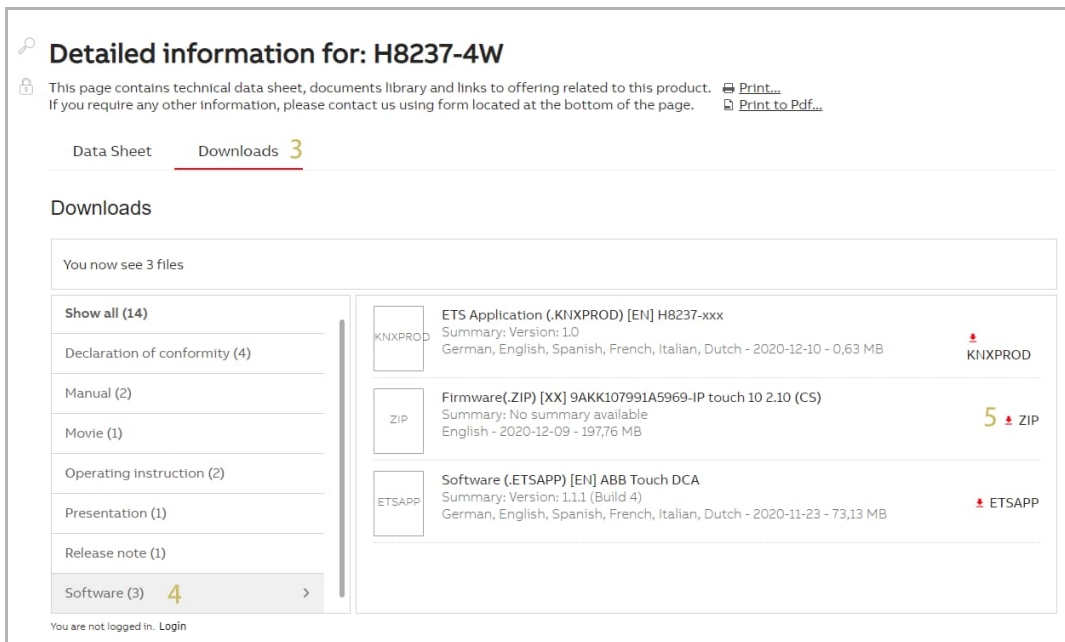 Detailed information for: H8237-4W
This page contains technical data sheet, documents library and links to offering related to this product. Print...
If you require any other information, please contact us using form located at the bottom of the page. Print to Pdf...
Data Sheet Downloads 3
Downloads
You now see 3 files
Show all (14)
Declaration of conformity (4)
Manual (2)
Movie (1)
Operating instruction (2)
Presentation (1)
Release note (1)
Software (3) 4 >
KNXPROD
ETS Application (.KNXPROD) [EN] H8237-xxx
Summary: Version: 1.0
German, English, Spanish, French, Italian, Dutch - 2020-12-10 - 0,63 MB
KNXPROD
ZIP
Firmware(.ZIP) [XX] 9AKK107991A5969-IP touch 10 2.10 (CS)
Summary: No summary available
English - 2020-12-09 - 197,76 MB
5 ZIP
ETSAPP
Software (.ETSAPP) [EN] ABB Touch DCA
Summary: Version: 1.1.1 (Build 4)
German, English, Spanish, French, Italian, Dutch - 2020-11-23 - 73,13 MB
ETSAPP
You are not logged in. Login